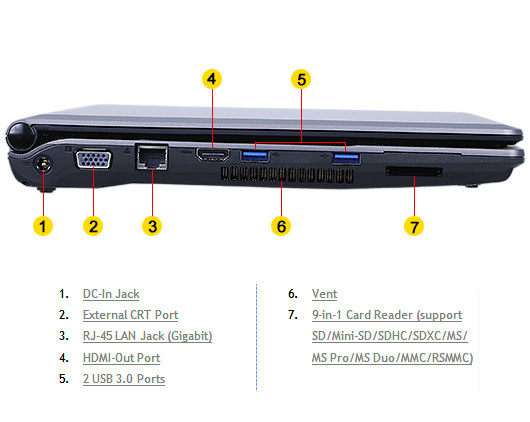 4
5
1
2
3
6
7
1. DC-In Jack
2. External CRT Port
3. RJ-45 LAN Jack (Gigabit)
4. HDMI-Out Port
5. 2 USB 3.0 Ports
6. Vent
7. 9-in-1 Card Reader (support
SD/Mini-SD/SDHC/SDXC/MS/
MS Pro/MS Duo/MMC/RSMMC)